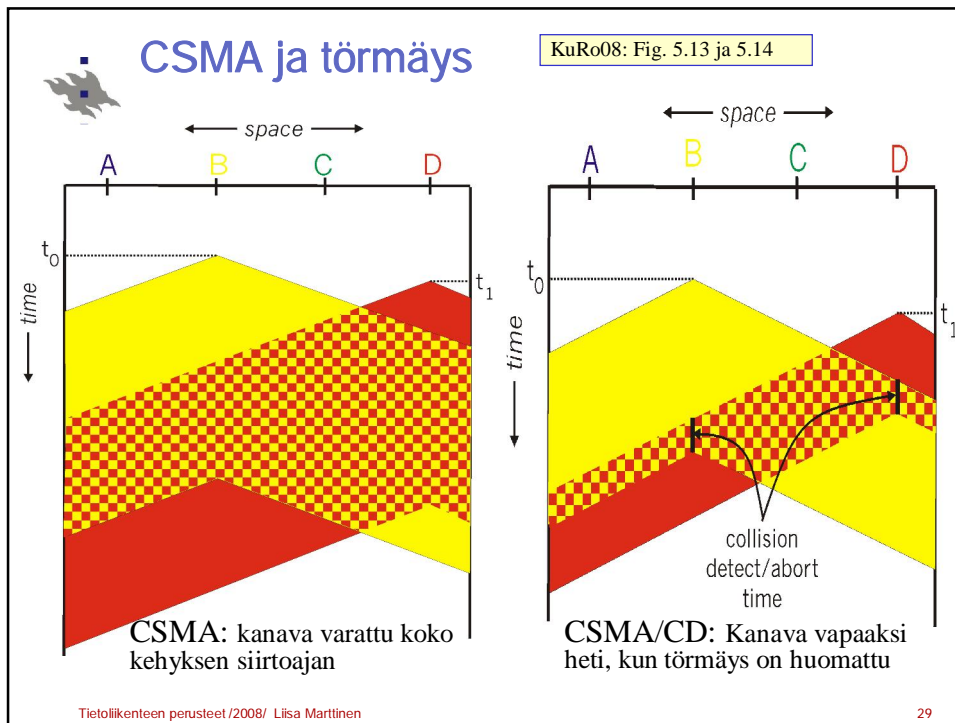 CSMA ja törmäys
KuRo08: Fig. 5.13 ja 5.14
space
A B C D
t0
t1
time
CSMA: kanava varattu koko
kehyksen siirtoajan
space
A B C D
t0
t1
time
collision
detect/abort
time
CSMA/CD: Kanava vapaaksi
heti, kun törmäys on huomattu
Tietoliikenteen perusteet /2008/ Liisa Marttinen
29